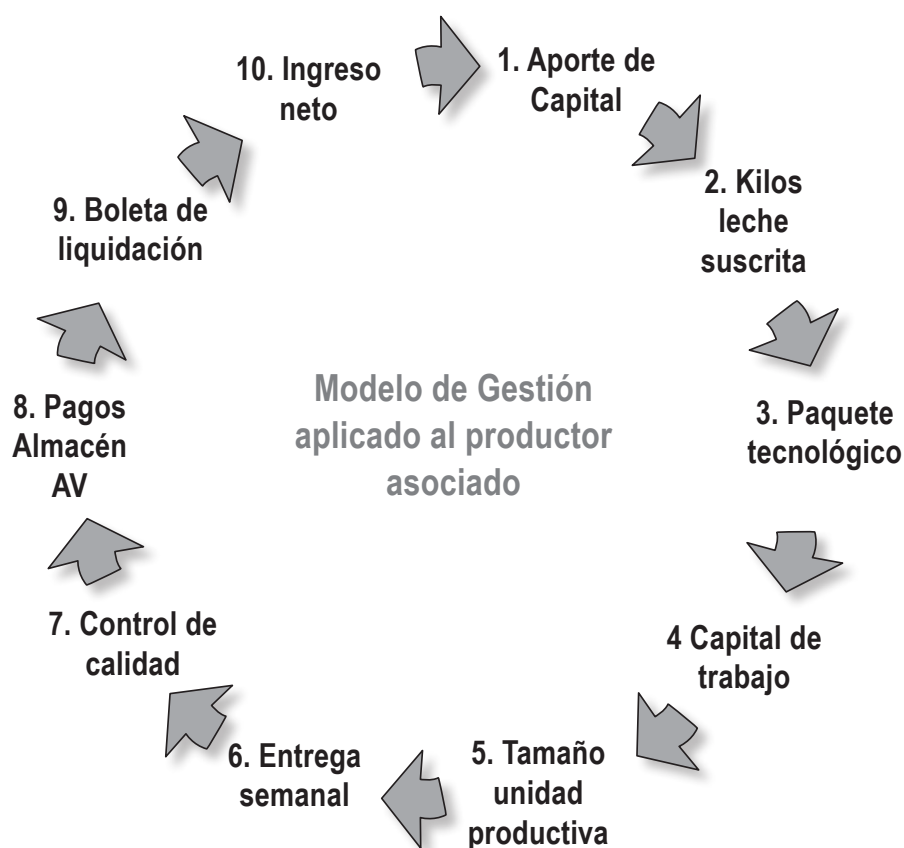 1. Aporte de
Capital
2. Kilos
leche
suscrita
3. Paquete
tecnológico
4 Capital de
trabajo
5. Tamaño
unidad
productiva
6. Entrega
semanal
7. Control de
calidad
8. Pagos
Almacén
AV
9. Boleta de
liquidación
10. Ingreso
neto
Modelo de Gestión
aplicado al productor
asociado